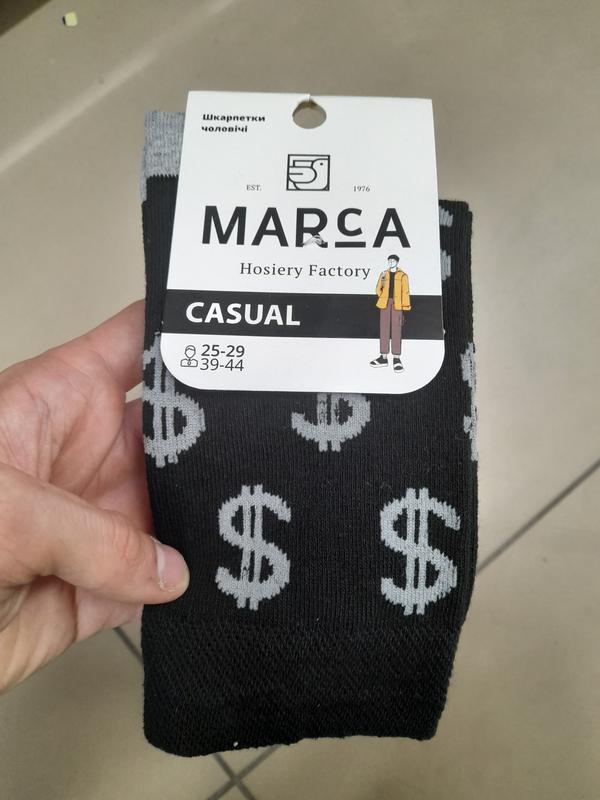 Шкарпетки
чоловічі
EST. 1976
MARCA
Hosiery Factory
CASUAL
25-29
39-44
$ $ $
$ $